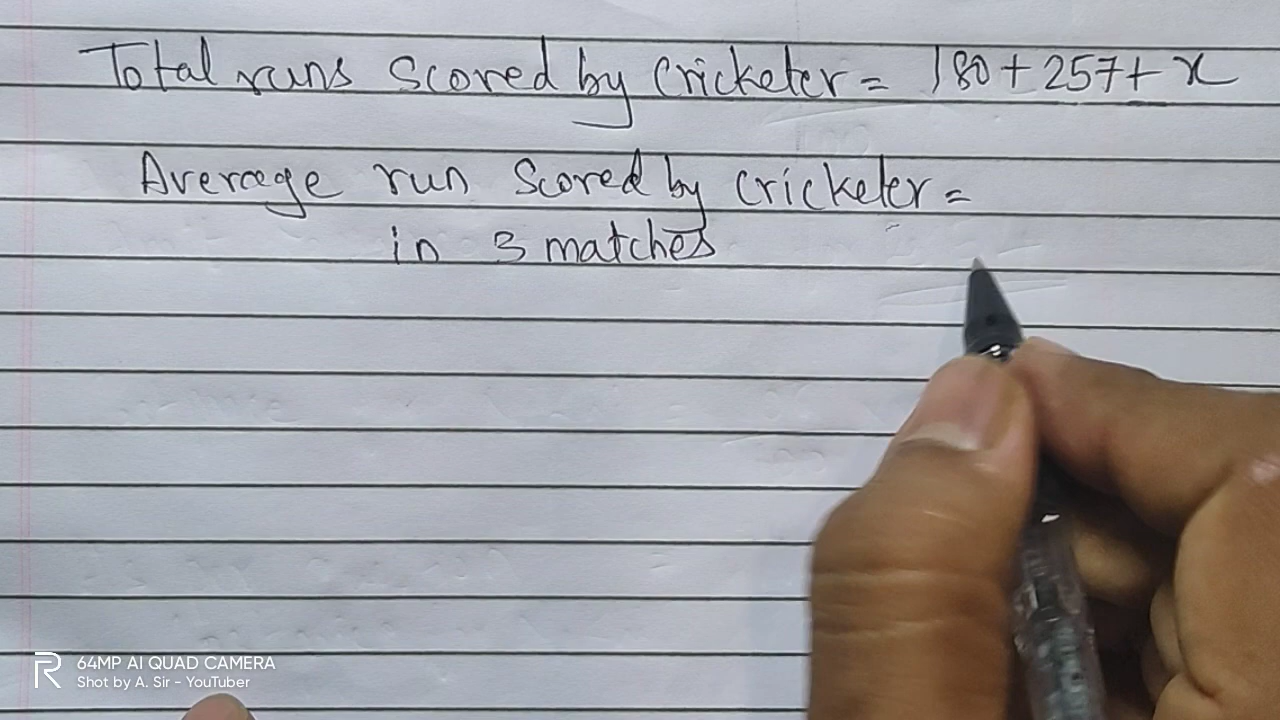 Total runs scored by cricketer = 180 + 257 + x
Average run scored by cricketer =
in 3 matches
R
64MP AI QUAD CAMERA
Shot by A. Sir - YouTuber